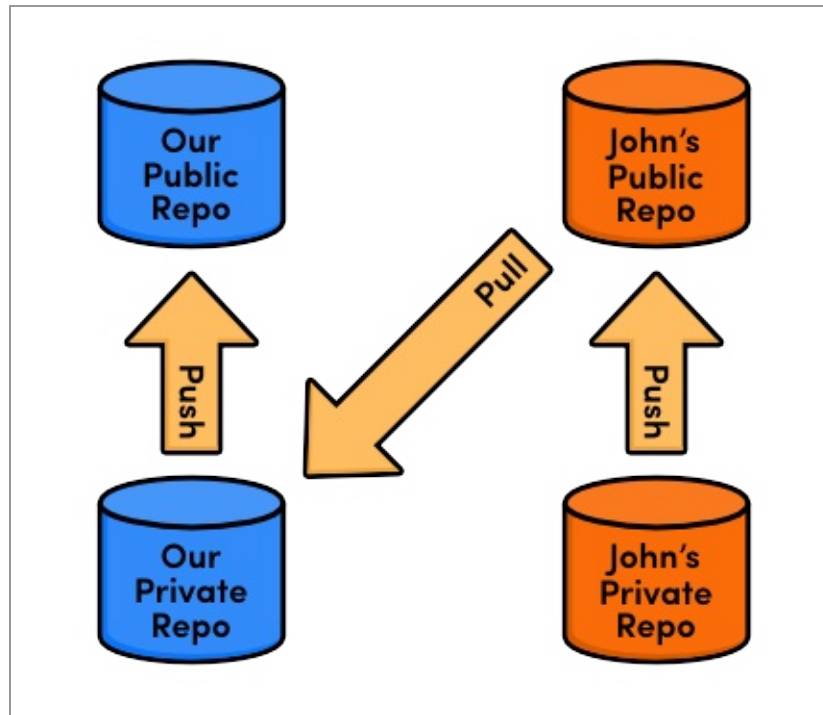 Our
Public
Repo
John's
Public
Repo
Pull
Push
Push
Our
Private
Repo
John's
Private
Repo